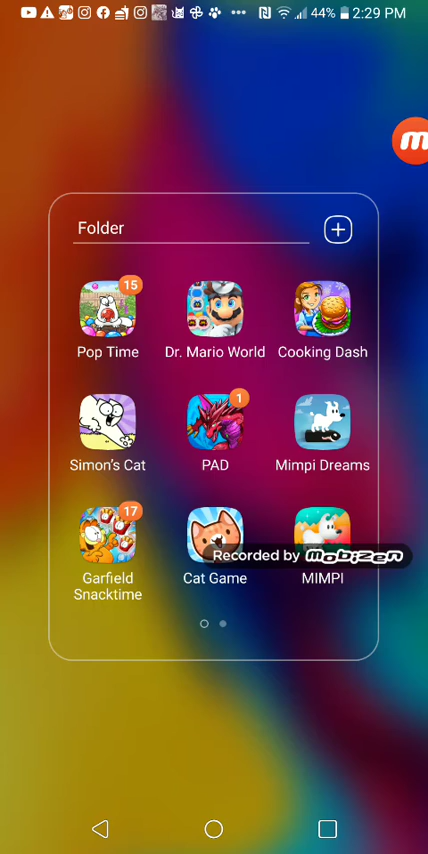 44% 2:29 PM
m
Folder
15
Pop Time
Dr. Mario World
Cooking Dash
Simon's Cat
1
PAD
Mimpi Dreams
17
Garfield
Snacktime
Cat Game
MIMPI
Recorded by mobizen